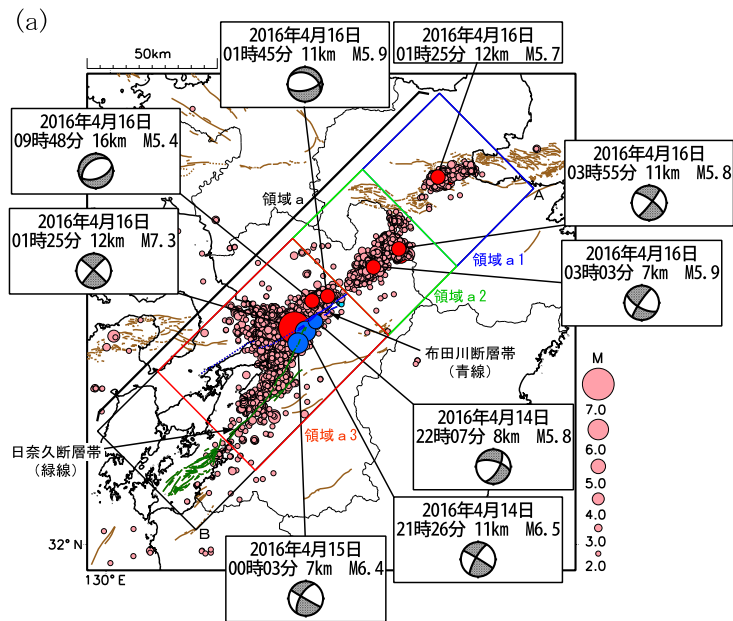 (a)
50km
2016年4月16日
01時45分 11km M5.9
2016年4月16日
01時25分 12km M5.7
2016年4月16日
09時48分 16km M5.4
2016年4月16日
03時55分 11km M5.8
2016年4月16日
01時25分 12km M7.3
2016年4月16日
03時03分 7km M5.9
領域a
A
領域a1
領域a2
布田川断層帯
(青線)
M
7.0
6.0
5.0
4.0
3.0
2.0
日奈久断層帯
(緑線)
領域a3
2016年4月14日
22時07分 8km M5.8
2016年4月14日
21時26分 11km M6.5
B
2016年4月15日
00時03分 7km M6.4
32°N
130°E